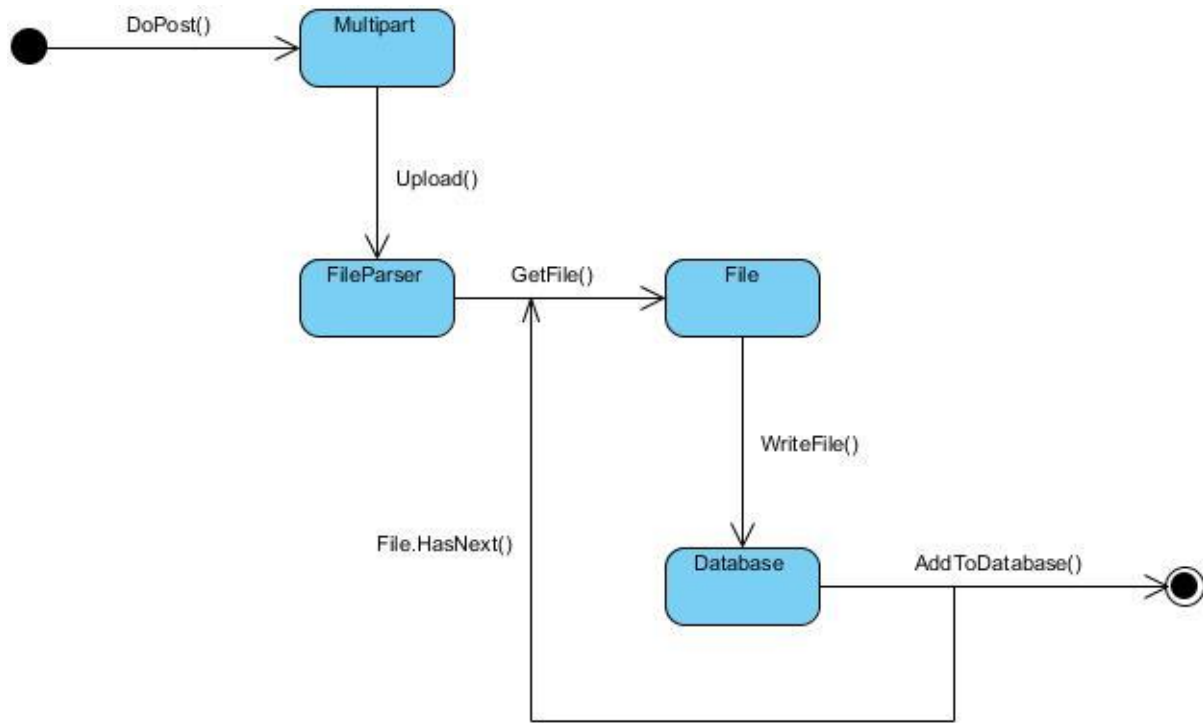 DoPost()
Multipart
Upload()
FileParser
GetFile()
File
WriteFile()
File.HasNext()
Database
AddToDatabase()